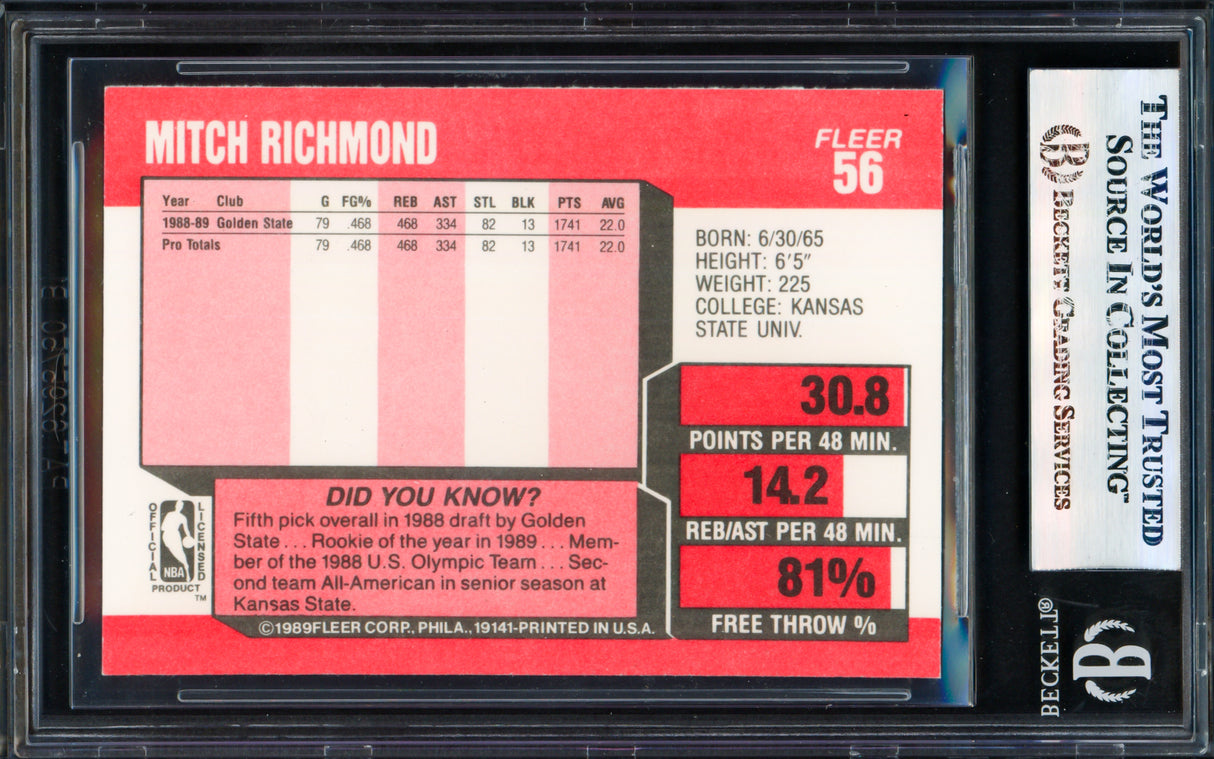 MITCH RICHMOND
FLEER
56
Year Club G FG% REB AST STL BLK PTS AVG
1988-89 Golden State 79 .468 468 334 82 13 1741 22.0
Pro Totals 79 .468 468 334 82 13 1741 22.0
BORN: 6/30/65
HEIGHT: 6'5"
WEIGHT: 225
COLLEGE: KANSAS
STATE UNIV.
30.8
POINTS PER 48 MIN.
14.2
REB/AST PER 48 MIN.
81%
FREE THROW %
DID YOU KNOW?
Fifth pick overall in 1988 draft by Golden
State . . . Rookie of the year in 1989 . . . Mem-
ber of the 1988 U.S. Olympic Team . . . Sec-
ond team All-American in senior season at
Kansas State.
OFFICIAL
LICENSED
NBA
PRODUCT
TM
©1989FLEER CORP., PHILA., 19141-PRINTED IN U.S.A.
THE WORLD'S MOST TRUSTED
SOURCE IN COLLECTING™
B BECKETT GRADING SERVICES
BECKETT®
B